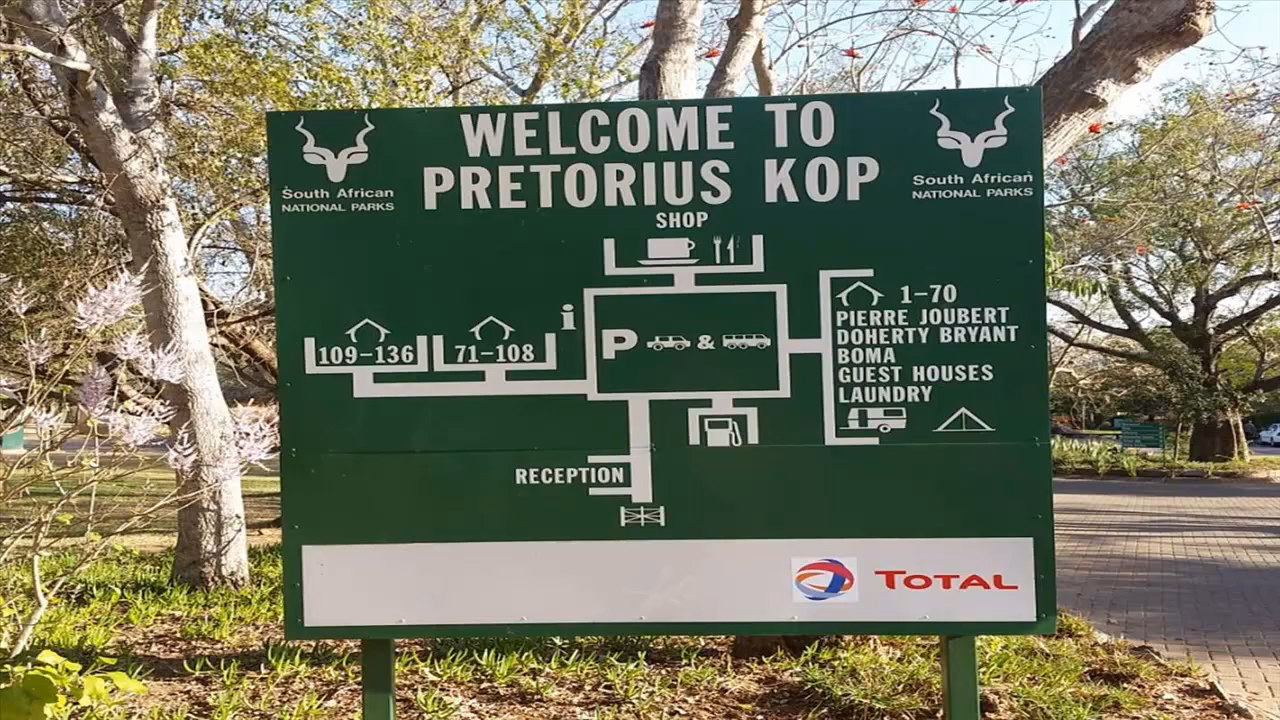 WELCOME TO
PRETORIUS KOP
South African
NATIONAL PARKS
South African
NATIONAL PARKS
SHOP
i
109-136
71-108
P &
1-70
PIERRE JOUBERT
DOHERTY BRYANT
BOMA
GUEST HOUSES
LAUNDRY
RECEPTION
TOTAL